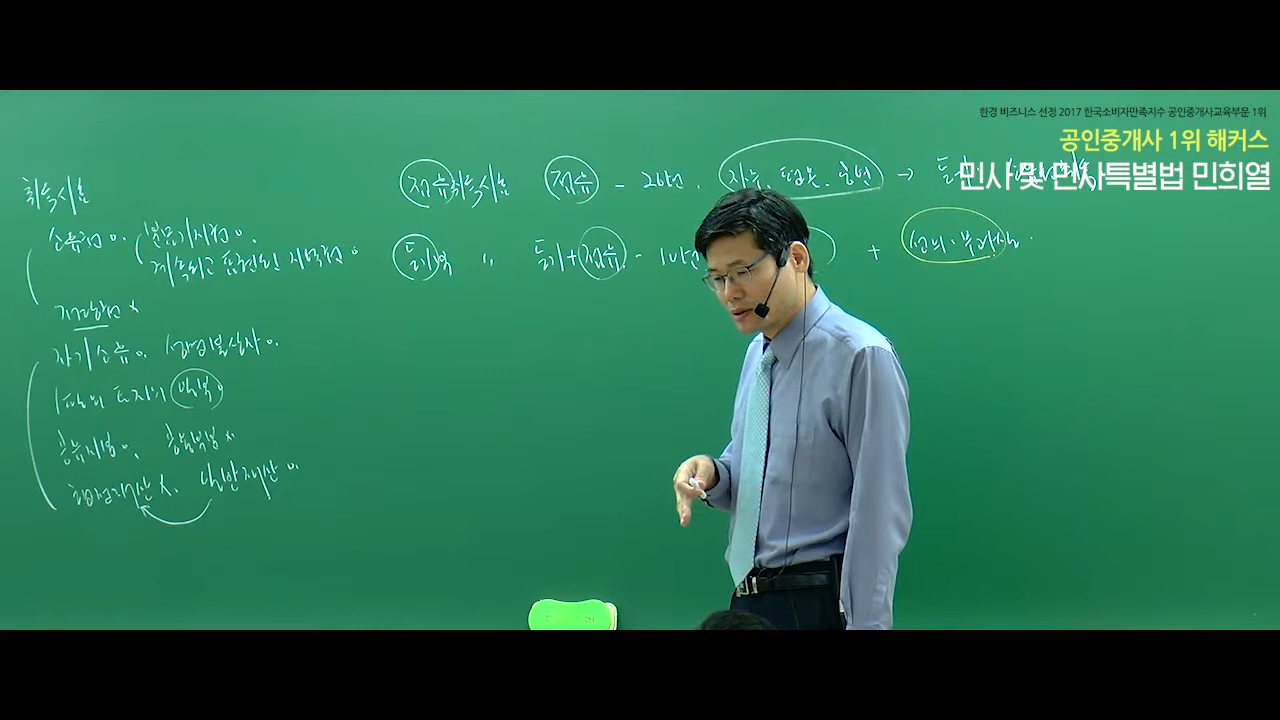 한경 비즈니스 선정 2017 한국소비자만족지수 공인중개사교육부문 1위
공인중개사 1위 해커스
민사 및 민사특별법 민희열
취득시효
소유권 o. 분묘기지권 o.
계속되고 표현된 지역권 o
저당권 x
자기소유 o. 성명불상자 o.
1필의 토지의 일부 o
공유지분 o. 공유부분 x
행정재산 x. 일반재산 o.
점유취득시효 점유 - 20년. 자주. 평온. 공연 → 등기
등기부 〃 등기+점유 - 10년 ) + 선의·무과실.